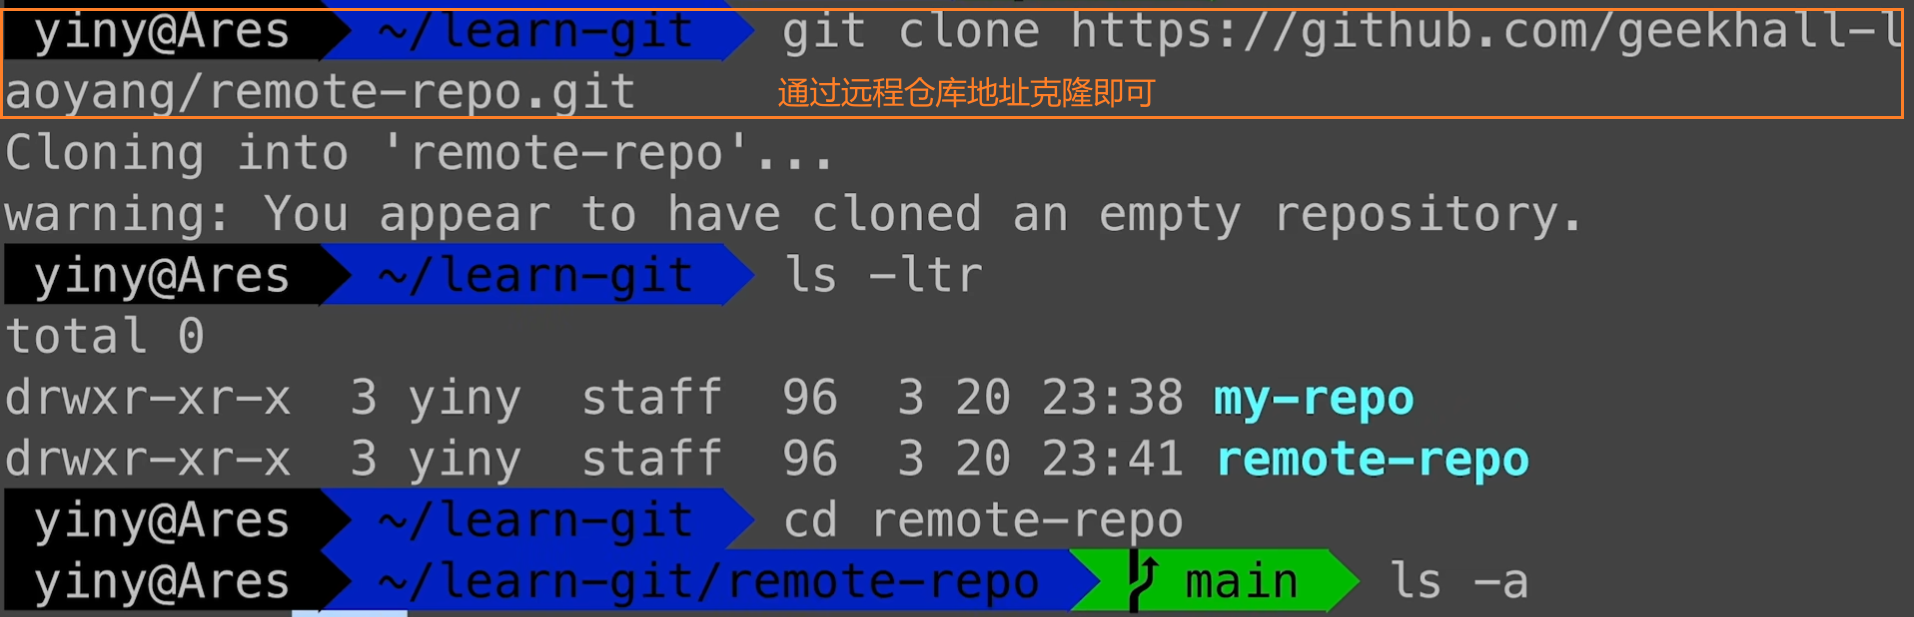 yiny@Ares ~/learn-git git clone https://github.com/geekhall-l
aoyang/remote-repo.git 通过远程仓库地址克隆即可
Cloning into 'remote-repo'...
warning: You appear to have cloned an empty repository.
yiny@Ares ~/learn-git ls -ltr
total 0
drwxr-xr-x 3 yiny staff 96 3 20 23:38 my-repo
drwxr-xr-x 3 yiny staff 96 3 20 23:41 remote-repo
yiny@Ares ~/learn-git cd remote-repo
yiny@Ares ~/learn-git/remote-repo main ls -a